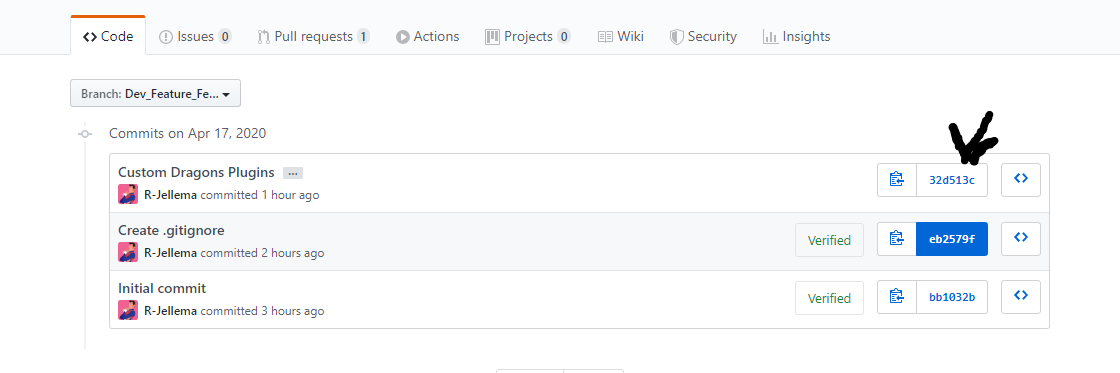 Code Issues 0 Pull requests 1 Actions Projects 0 Wiki Security Insights
Branch: Dev_Feature_Fe...
Commits on Apr 17, 2020
Custom Dragons Plugins ...
R-Jellema committed 1 hour ago
32d513c
Create .gitignore
R-Jellema committed 2 hours ago
Verified
eb2579f
Initial commit
R-Jellema committed 3 hours ago
Verified
bb1032b